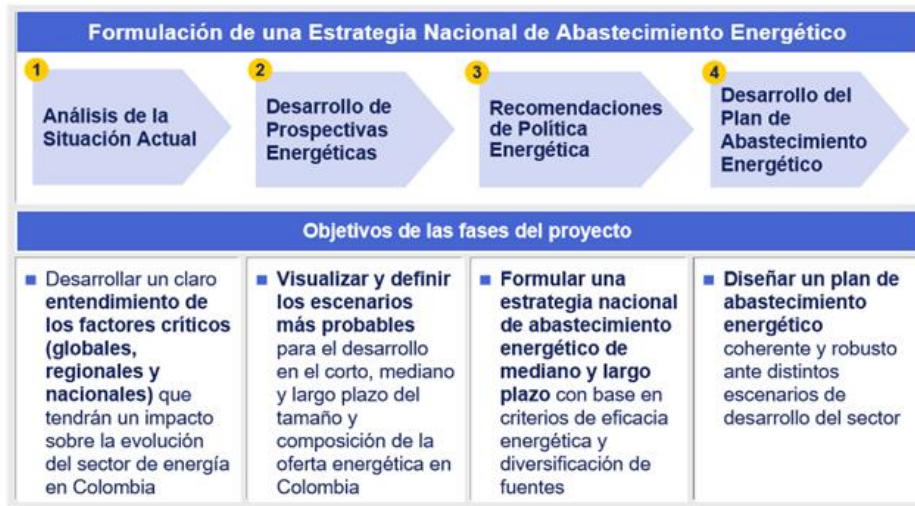 Formulación de una Estrategia Nacional de Abastecimiento Energético
1
Análisis de la
Situación Actual
2
Desarrollo de
Prospectivas
Energéticas
3
Recomendaciones
de Política
Energética
4
Desarrollo del
Plan de
Abastecimiento
Energético
Objetivos de las fases del proyecto
Desarrollar un claro
entendimiento de
los factores críticos
(globales,
regionales y
nacionales) que
tendrán un impacto
sobre la evolución
del sector de energía
en Colombia
Visualizar y definir
los escenarios
más probables
para el desarrollo
en el corto, mediano
y largo plazo del
tamaño y
composición de la
oferta energética en
Colombia
Formular una
estrategia nacional
de abastecimiento
energético de
mediano y largo
plazo con base en
criterios de eficacia
energética y
diversificación de
fuentes
Diseñar un plan de
abastecimiento
energético
coherente y robusto
ante distintos
escenarios de
desarrollo del sector